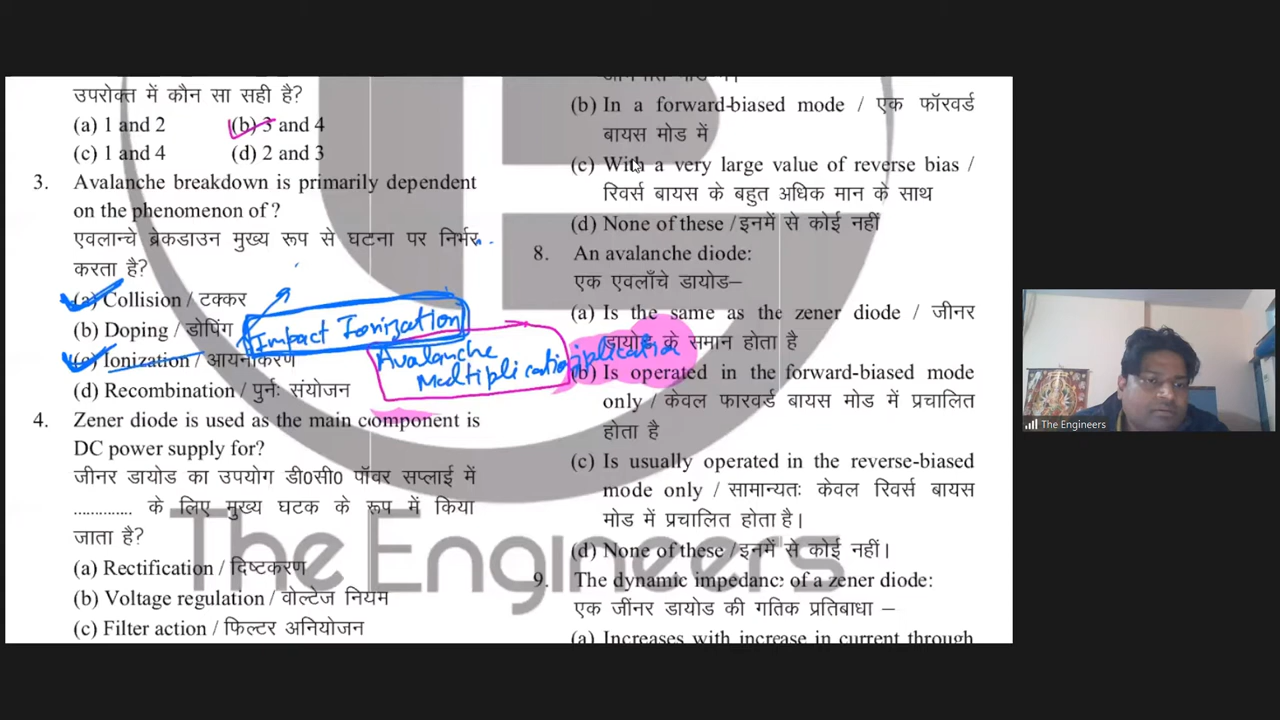 उपरोक्त में कौन सा सही है?
(a) 1 and 2 (b) 3 and 4
(c) 1 and 4 (d) 2 and 3
3. Avalanche breakdown is primarily dependent
on the phenomenon of ?
एवलान्चे ब्रेकडाउन मुख्य रूप से घटना पर निर्भर
करता है?
(a) Collision / टक्कर
(b) Doping / डोपिंग
Impact Ionization
(c) Ionization / आयनीकरण
Avalanche
Multiplication
(d) Recombination / पुर्नः संयोजन
4. Zener diode is used as the main component is
DC power supply for?
जीनर डायोड का उपयोग डी0सी0 पॉवर सप्लाई में
.............. के लिए मुख्य घटक के रूप में किया
जाता है?
(a) Rectification / दिष्टकरण
(b) Voltage regulation / वोल्टेज नियम
(c) Filter action / फिल्टर अनियोजन
(b) In a forward-biased mode / एक फॉरवर्ड
बायस मोड में
(c) With a very large value of reverse bias /
रिवर्स बायस के बहुत अधिक मान के साथ
(d) None of these / इनमें से कोई नहीं
8. An avalanche diode:
एक एवलाँचे डायोड–
(a) Is the same as the zener diode / जीनर
डायोड के समान होता है
(b) Is operated in the forward-biased mode
only / केवल फारवर्ड बायस मोड में प्रचालित
होता है
(c) Is usually operated in the reverse-biased
mode only / सामान्यतः केवल रिवर्स बायस
मोड में प्रचालित होता है।
(d) None of these / इनमें से कोई नहीं।
9. The dynamic impedance of a zener diode:
एक जींनर डायोड की गतिक प्रतिबाधा –
(a) Increases with increase in current through
The Engineers
The Engineers